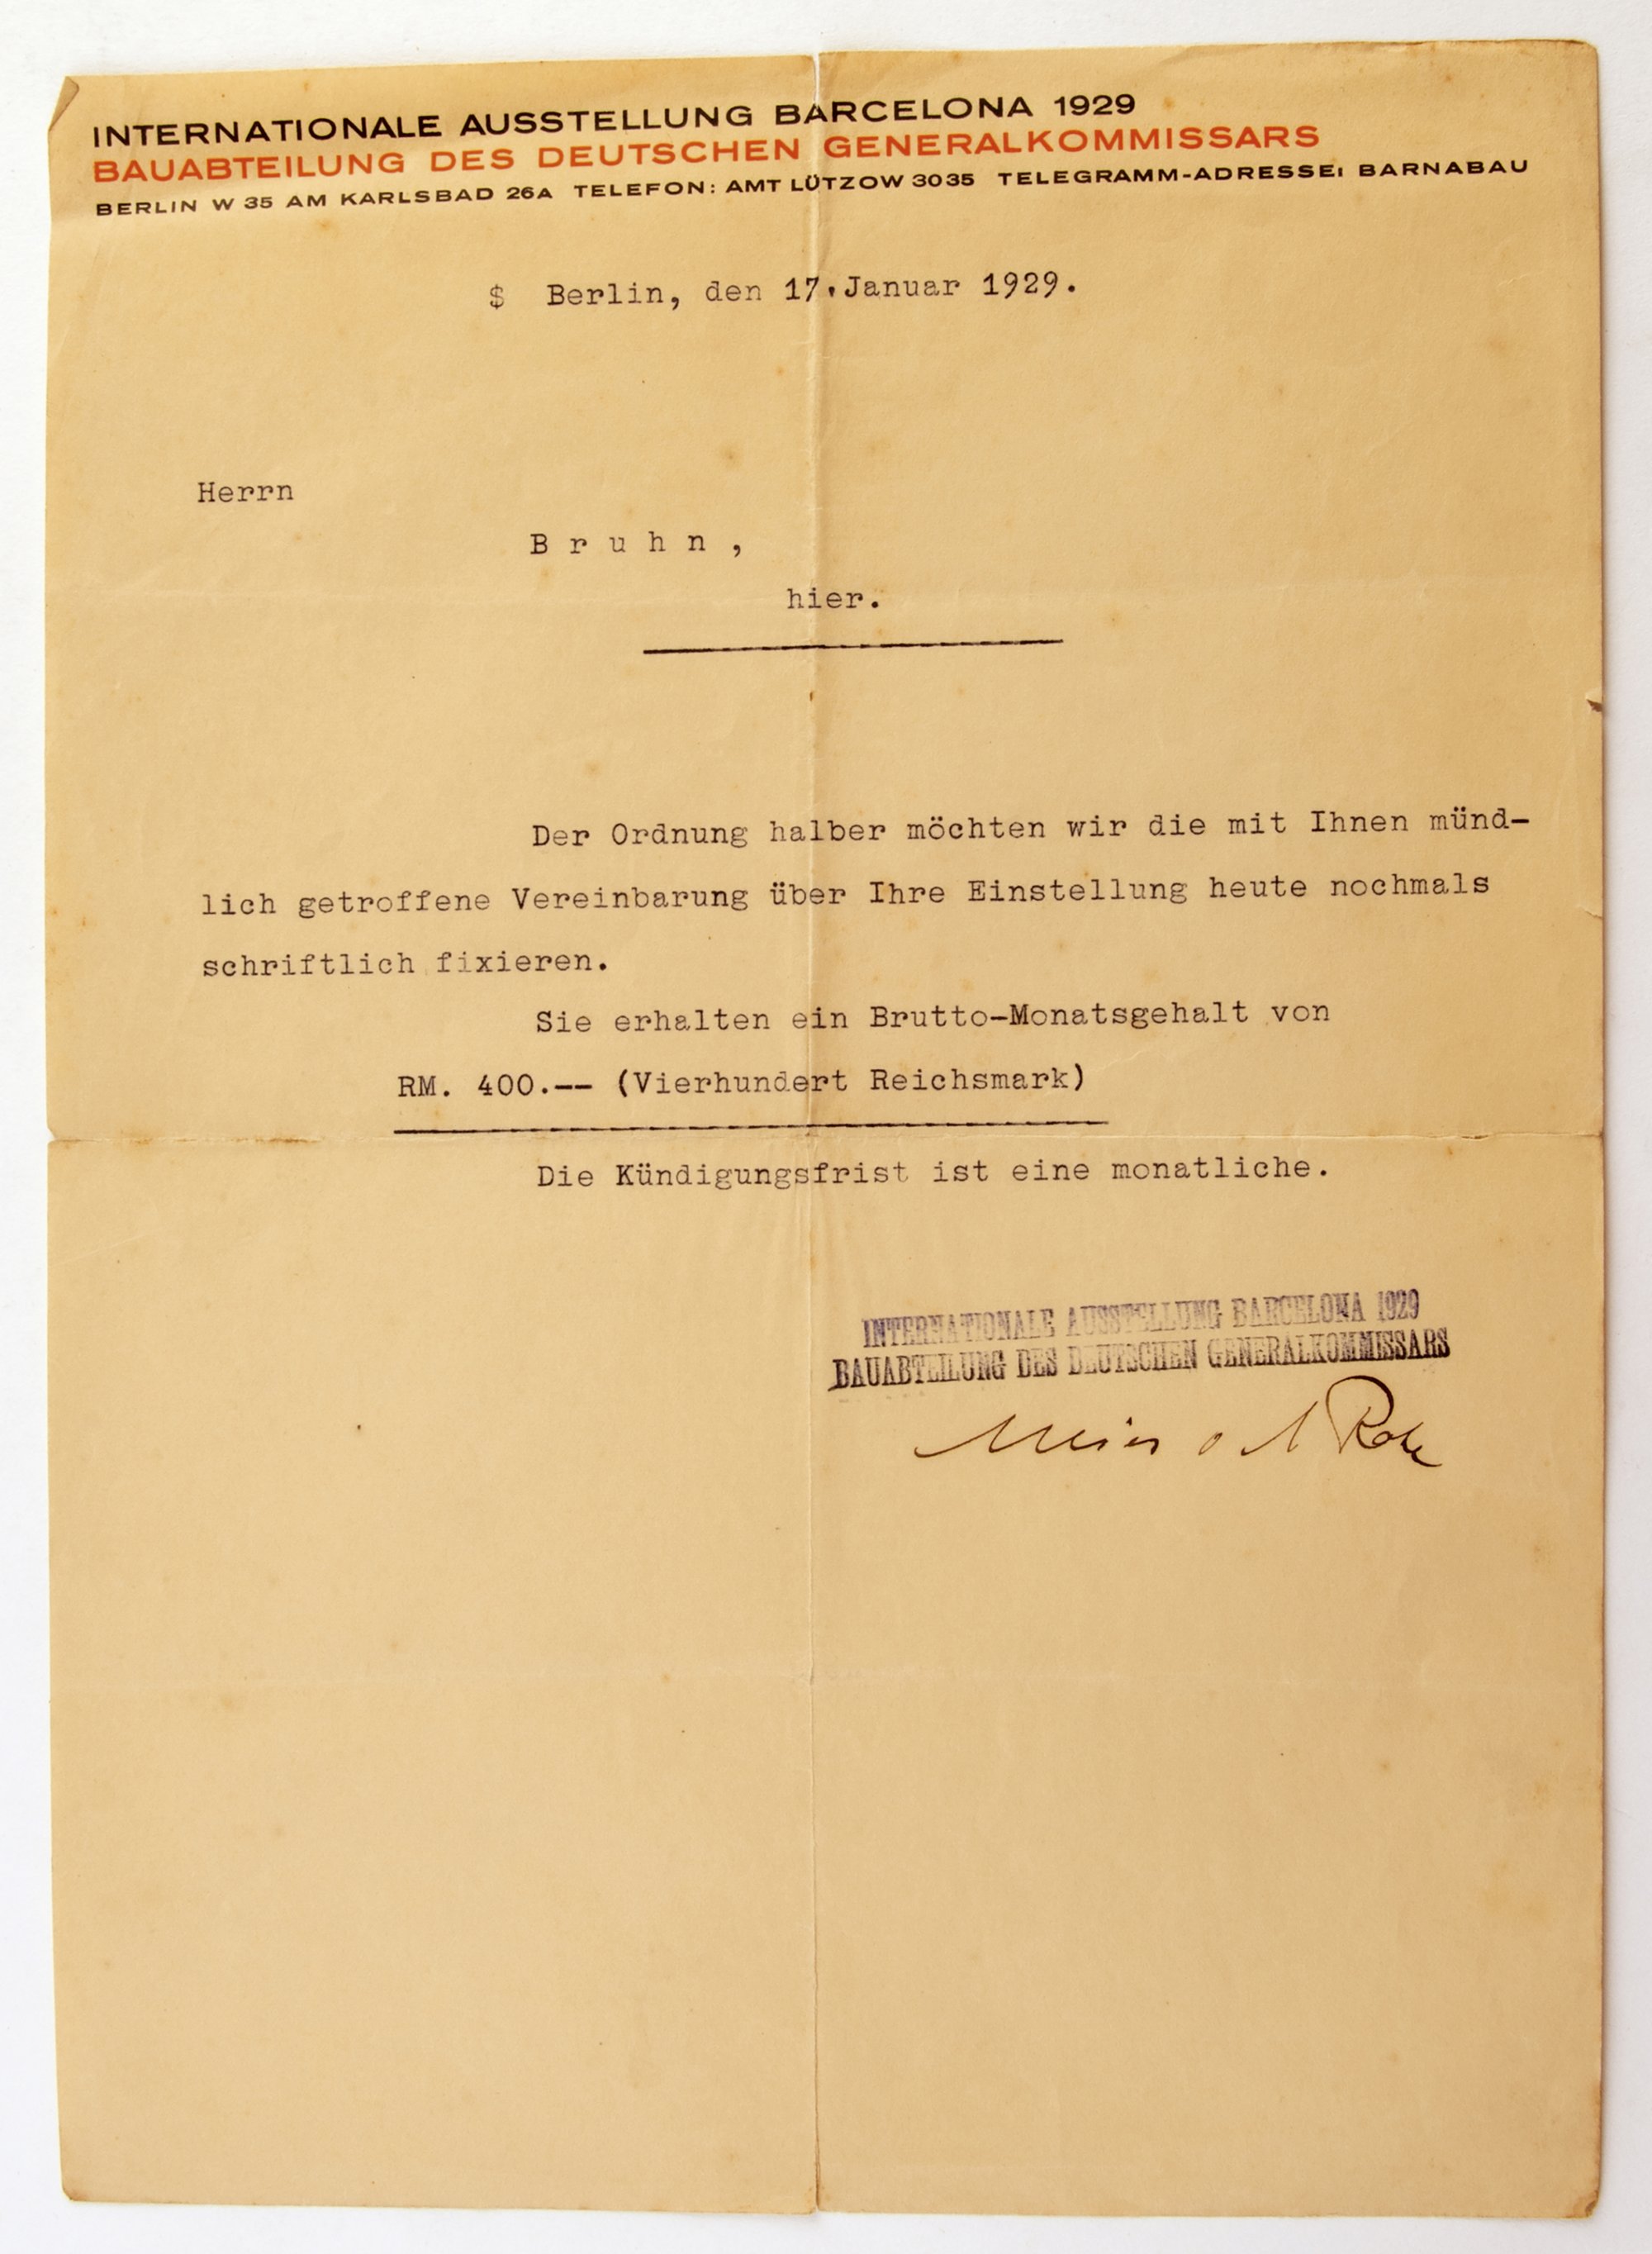 INTERNATIONALE AUSSTELLUNG BARCELONA 1929
BAUABTEILUNG DES DEUTSCHEN GENERALKOMMISSARS
BERLIN W 35 AM KARLSBAD 26A TELEFON: AMT LÜTZOW 3035 TELEGRAMM-ADRESSE: BARNABAU
$ Berlin, den 17.Januar 1929.
Herrn
B r u h n ,
hier.
Der Ordnung halber möchten wir die mit Ihnen münd-
lich getroffene Vereinbarung über Ihre Einstellung heute nochmals
schriftlich fixieren.
Sie erhalten ein Brutto-Monatsgehalt von
RM. 400.-- (Vierhundert Reichsmark)
Die Kündigungsfrist ist eine monatliche.
INTERNATIONALE AUSSTELLUNG BARCELONA 1929
BAUABTEILUNG DES DEUTSCHEN GENERALKOMMISSARS